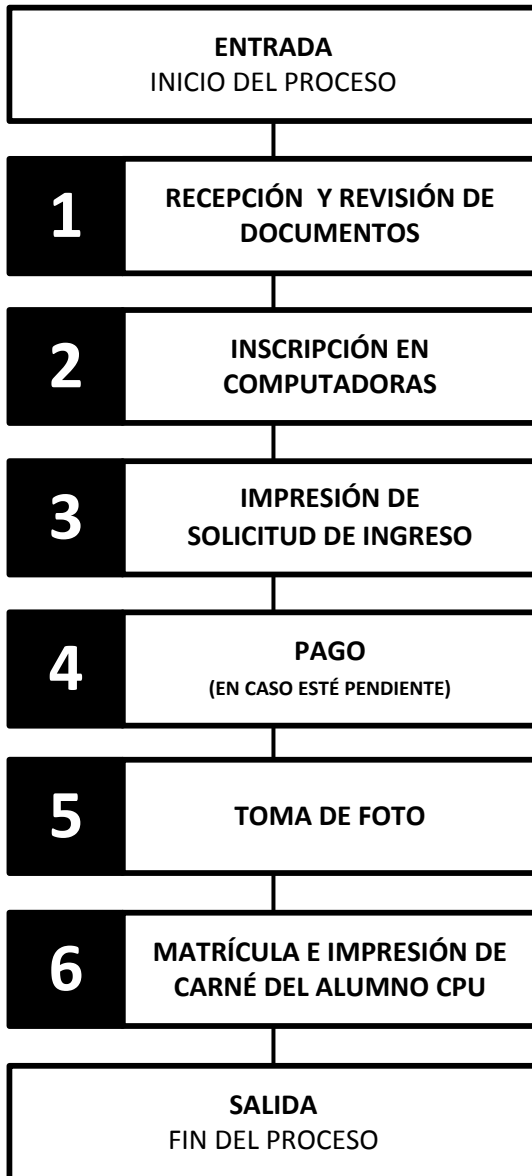 ENTRADA
INICIO DEL PROCESO
1
RECEPCIÓN Y REVISIÓN DE
DOCUMENTOS
2
INSCRIPCIÓN EN
COMPUTADORAS
3
IMPRESIÓN DE
SOLICITUD DE INGRESO
4
PAGO
(EN CASO ESTÉ PENDIENTE)
5
TOMA DE FOTO
6
MATRÍCULA E IMPRESIÓN DE
CARNÉ DEL ALUMNO CPU
SALIDA
FIN DEL PROCESO